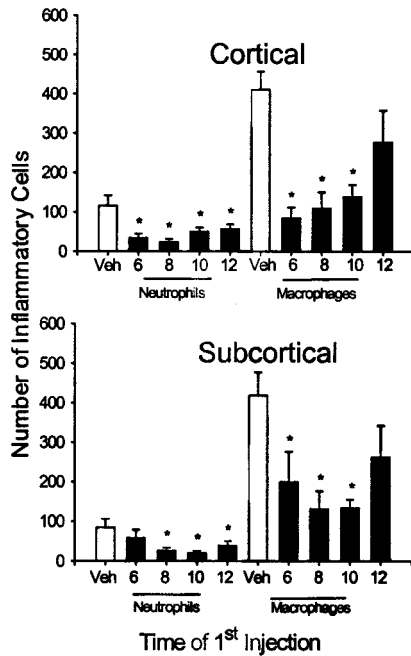 Number of Inflammatory Cells
Cortical
500
400
300
200
100
0
* * * * * * *
Veh 6 8 10 12 Veh 6 8 10 12
Neutrophils Macrophages
Subcortical
600
500
400
300
200
100
0
* * * * * *
Veh 6 8 10 12 Veh 6 8 10 12
Neutrophils Macrophages
Time of 1st Injection